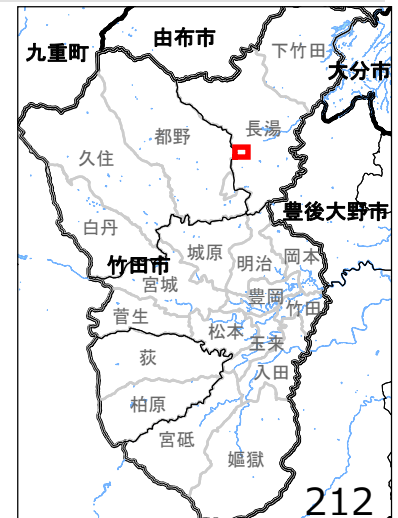 九重町
由布市
下竹田
大分市
長湯
都野
久住
白丹
豊後大野市
城原
明治
岡本
竹田市
宮城
豊岡
竹田
菅生
松本
玉来
荻
入田
柏原
宮砥
嫗獄
212